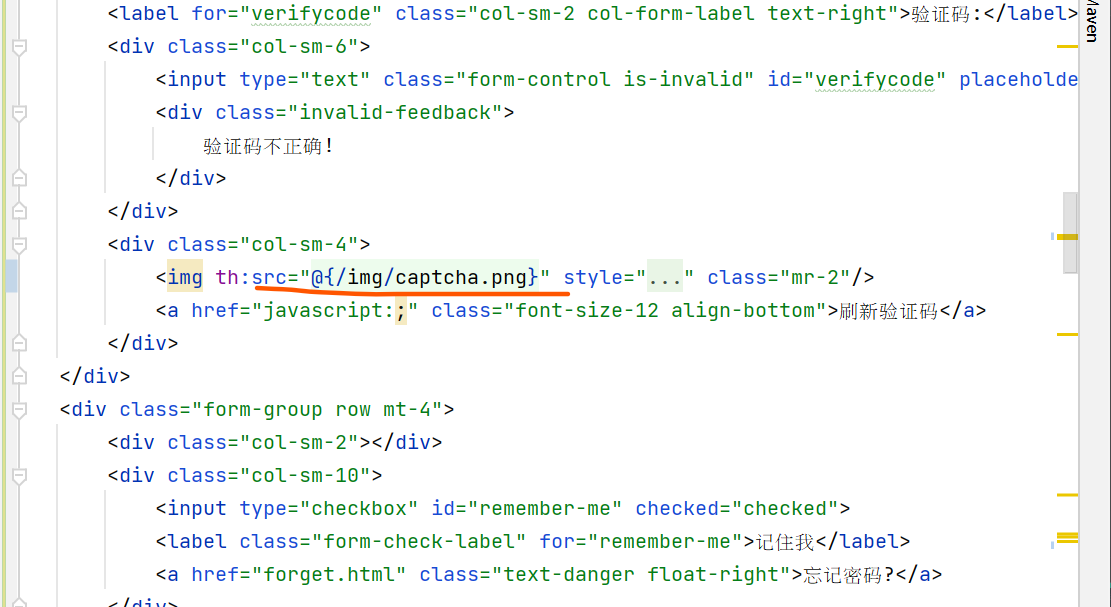 <label for="verifycode" class="col-sm-2 col-form-label text-right">验证码:</label>
<div class="col-sm-6">
<input type="text" class="form-control is-invalid" id="verifycode" placeholde
<div class="invalid-feedback">
验证码不正确!
</div>
</div>
<div class="col-sm-4">
<img th:src="@{/img/captcha.png}" style="..." class="mr-2"/>
<a href="javascript:;" class="font-size-12 align-bottom">刷新验证码</a>
</div>
</div>
<div class="form-group row mt-4">
<div class="col-sm-2"></div>
<div class="col-sm-10">
<input type="checkbox" id="remember-me" checked="checked">
<label class="form-check-label" for="remember-me">记住我</label>
<a href="forget.html" class="text-danger float-right">忘记密码?</a>
</div>
Maven